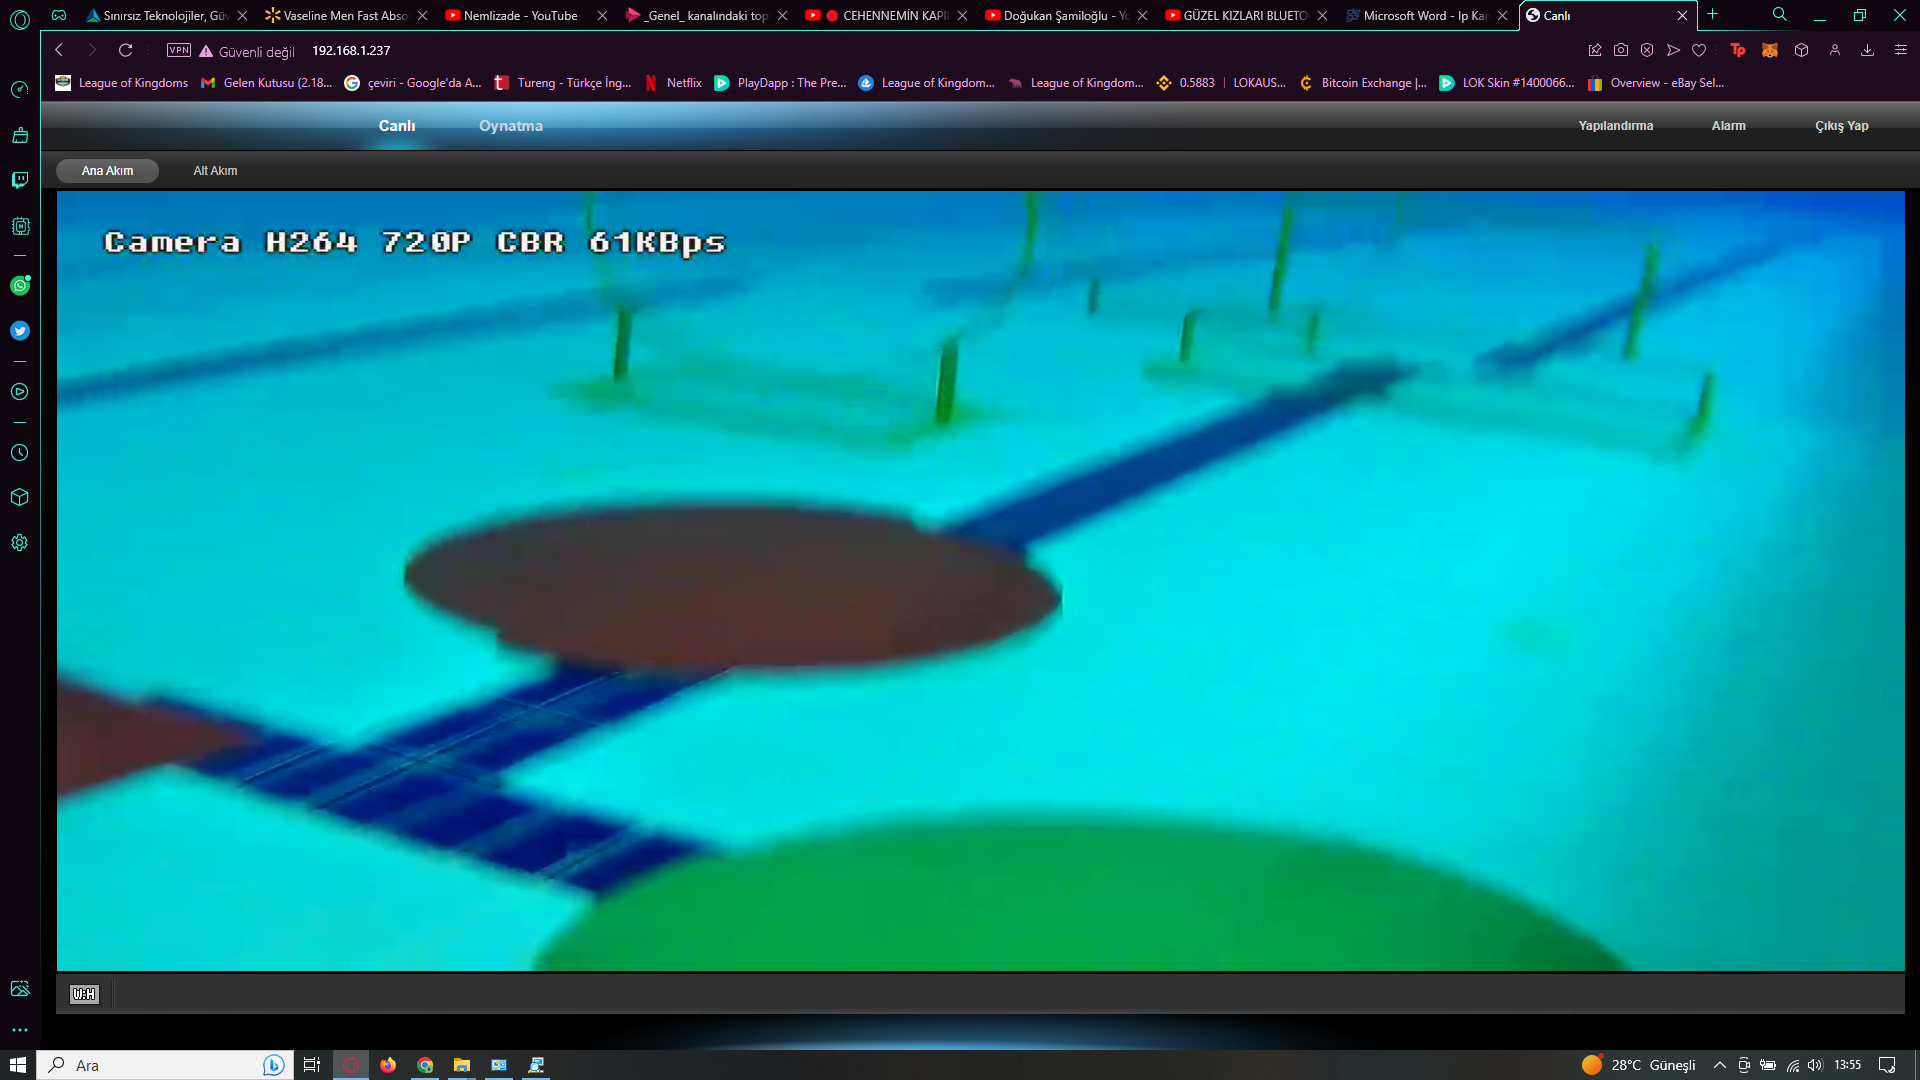 Sınırsız Teknolojiler, Güv
Vaseline Men Fast Abso
Nemlizade - YouTube
_Genel_ kanalındaki top
CEHENNEMİN KAPI
Doğukan Şamiloğlu - Yo
GÜZEL KIZLARI BLUETO
Microsoft Word - Ip Kam
Canlı
VPN
Güvenli değil
192.168.1.237
League of Kingdoms
Gelen Kutusu (2.18...
çeviri - Google'da A...
Tureng - Türkçe İng...
Netflix
PlayDapp : The Pre...
League of Kingdom...
League of Kingdom...
0.5883 | LOKAUS...
Bitcoin Exchange |...
LOK Skin #1400066...
Overview - eBay Sel...
Canlı
Oynatma
Yapılandırma
Alarm
Çıkış Yap
Ana Akım
Alt Akım
Camera H264 720P CBR 61KBps
W:H
Ara
28°C Güneşli
13:55